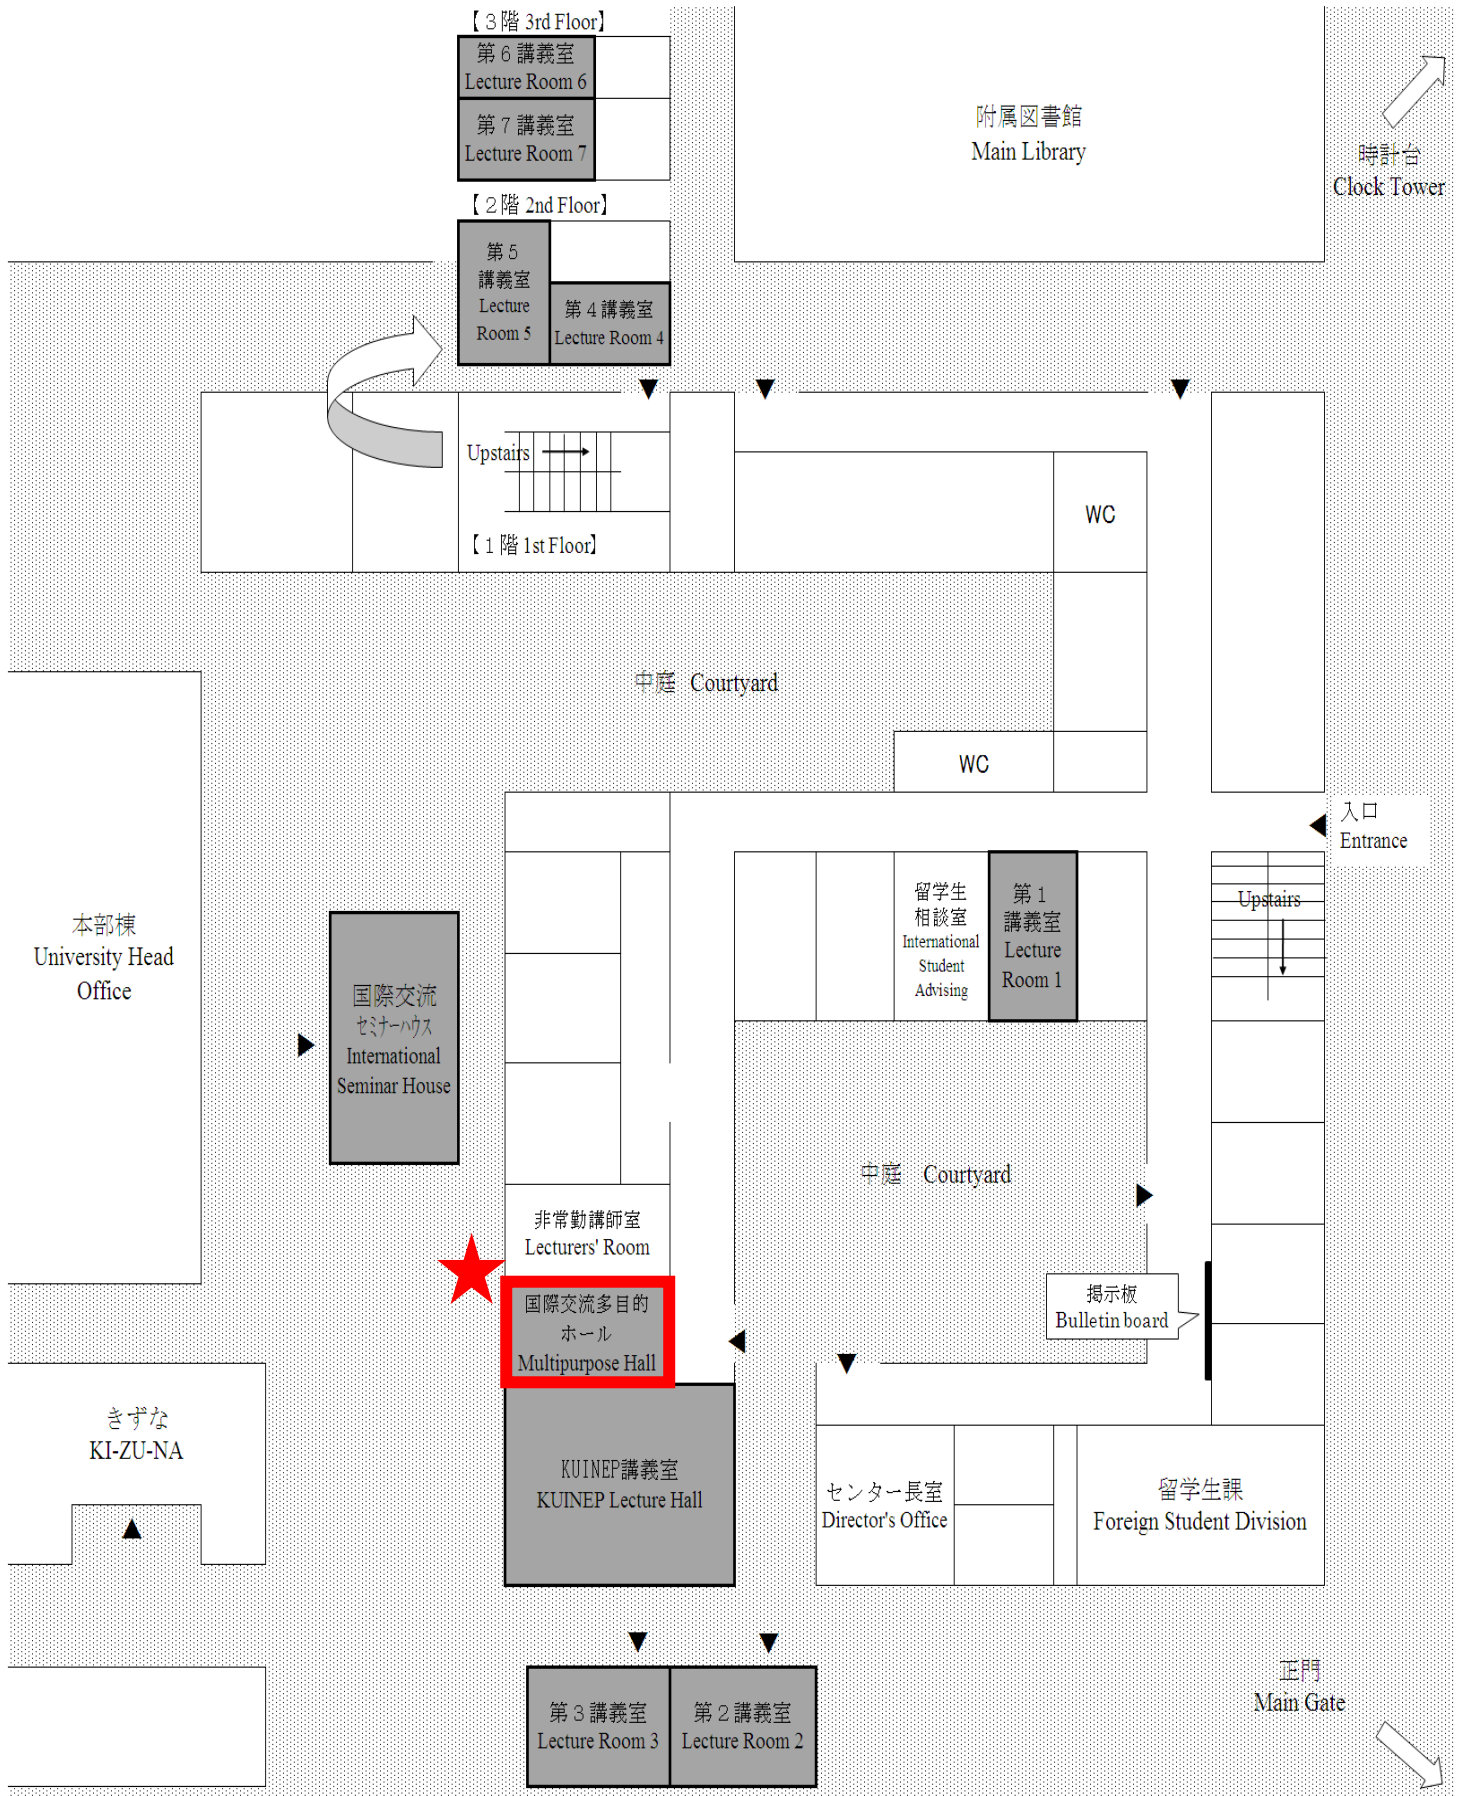 【３階 3rd Floor】
第６講義室
Lecture Room 6
第７講義室
Lecture Room 7
【２階 2nd Floor】
第５
講義室
Lecture
Room 5
第４講義室
Lecture Room 4
附属図書館
Main Library
時計台
Clock Tower
Upstairs
【１階 1st Floor】
WC
中庭 Courtyard
WC
入口
Entrance
本部棟
University Head
Office
国際交流
セミナーハウス
International
Seminar House
留学生
相談室
International
Student
Advising
第１
講義室
Lecture
Room 1
Upstairs
中庭 Courtyard
非常勤講師室
Lecturers' Room
国際交流多目的
ホール
Multipurpose Hall
掲示板
Bulletin board
きずな
KI-ZU-NA
KUINEP講義室
KUINEP Lecture Hall
センター長室
Director's Office
留学生課
Foreign Student Division
第３講義室
Lecture Room 3
第２講義室
Lecture Room 2
正門
Main Gate